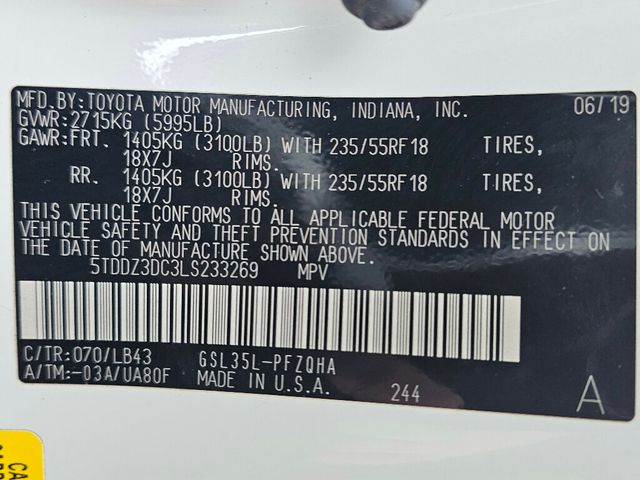 MFD.BY:TOYOTA MOTOR MANUFACTURING, INDIANA, INC. 06/19
GVWR:2715KG (5995LB)
GAWR:FRT. 1405KG (3100LB) WITH 235/55RF18 TIRES,
18X7J RIMS.
RR. 1405KG (3100LB) WITH 235/55RF18 TIRES,
18X7J RIMS.
THIS VEHICLE CONFORMS TO ALL APPLICABLE FEDERAL MOTOR
VEHICLE SAFETY AND THEFT PREVENTION STANDARDS IN EFFECT ON
THE DATE OF MANUFACTURE SHOWN ABOVE.
5TDDZ3DC3LS233269 MPV
C/TR:070/LB43 GSL35L-PFZQHA
A/TM:-03A/UA80F MADE IN U.S.A. 244 A
CA